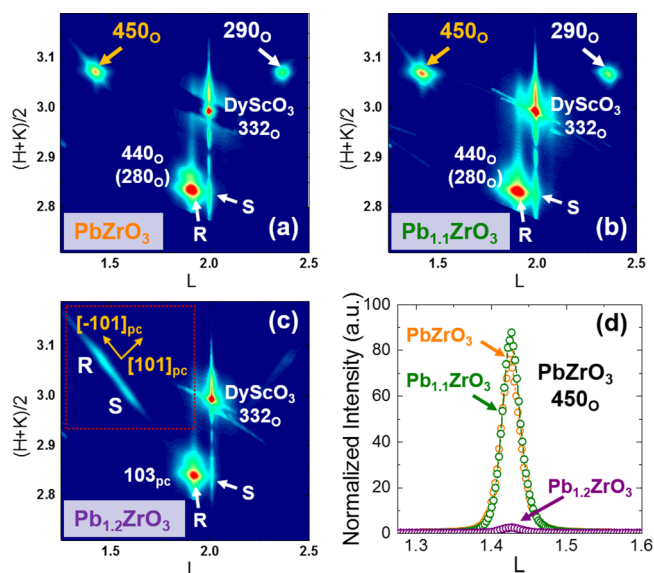 450O
290O
DyScO3
332O
440O
(280O)
S
R
PbZrO3
(a)
(H+K)/2
3.1
3.0
2.9
2.8
1.5
2.0
2.5
L
450O
290O
DyScO3
332O
440O
(280O)
S
R
Pb1.1ZrO3
(b)
(H+K)/2
3.1
3.0
2.9
2.8
1.5
2.0
2.5
L
[-101]pc
[101]pc
R
S
(c)
DyScO3
332O
103pc
S
R
Pb1.2ZrO3
(H+K)/2
3.1
3.0
2.9
2.8
1.5
2.0
2.5
L
(d)
PbZrO3
PbZrO3
450O
Pb1.1ZrO3
Pb1.2ZrO3
Normalized Intensity (a.u.)
100
80
60
40
20
0
1.3
1.4
1.5
1.6
L